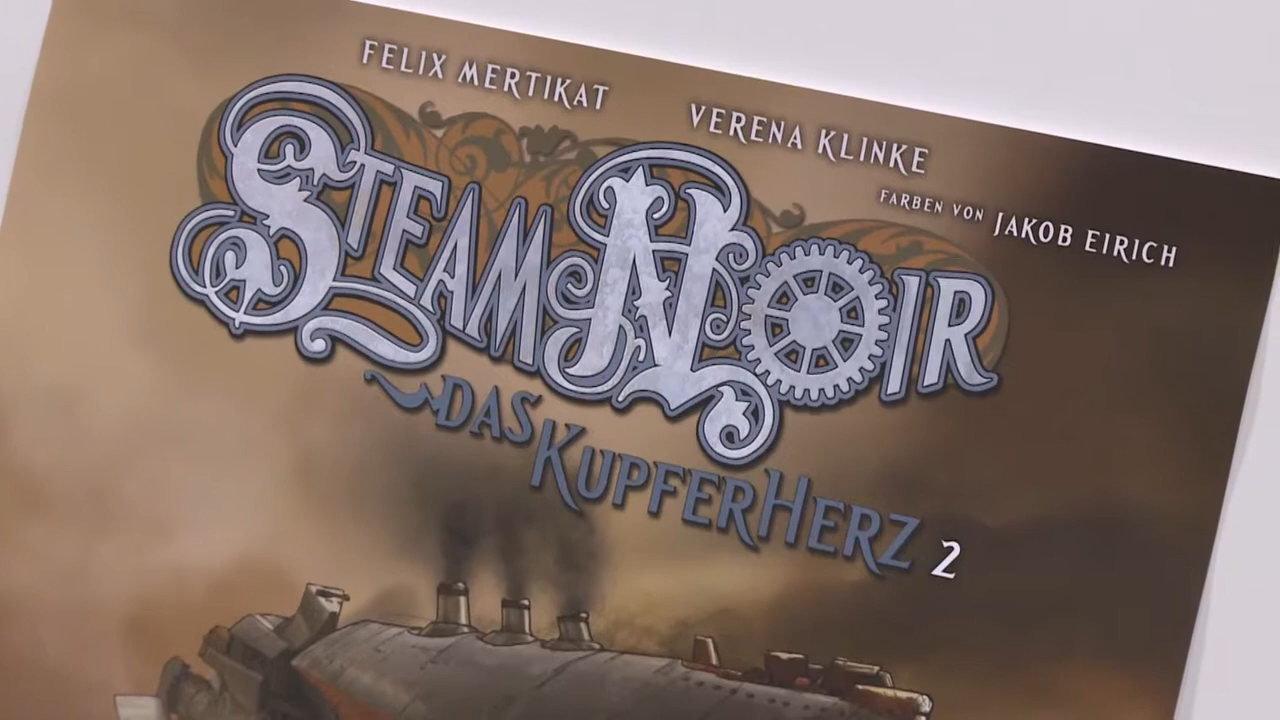 FELIX MERTIKAT
VERENA KLINKE
FARBEN VON JAKOB EIRICH
STEAM NOIR
DAS KUPFERHERZ 2